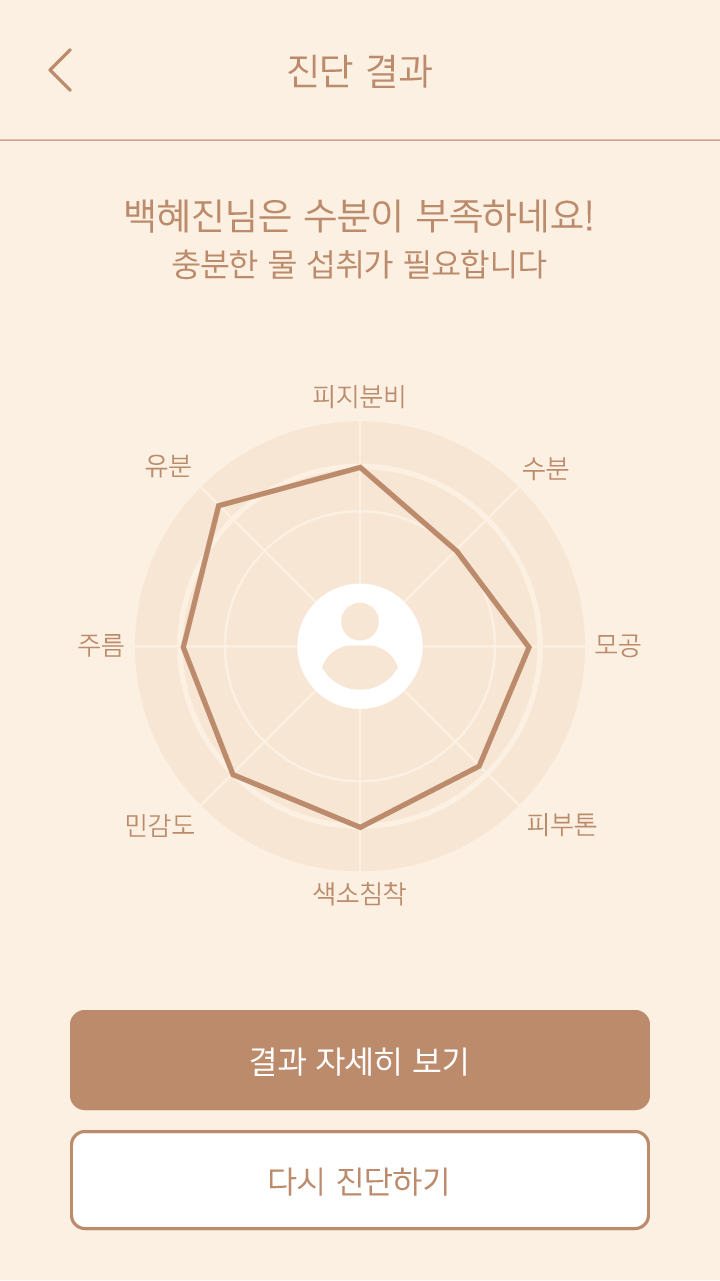 진단 결과
백혜진님은 수분이 부족하네요!
충분한 물 섭취가 필요합니다
피지분비
유분
수분
주름
모공
민감도
피부톤
색소침착
결과 자세히 보기
다시 진단하기